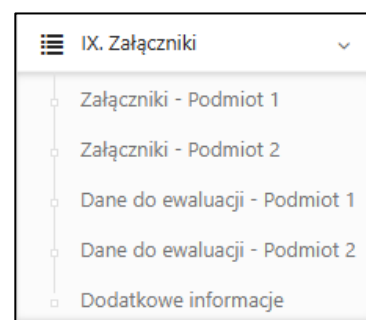 IX. Załączniki
Załączniki - Podmiot 1
Załączniki - Podmiot 2
Dane do ewaluacji - Podmiot 1
Dane do ewaluacji - Podmiot 2
Dodatkowe informacje